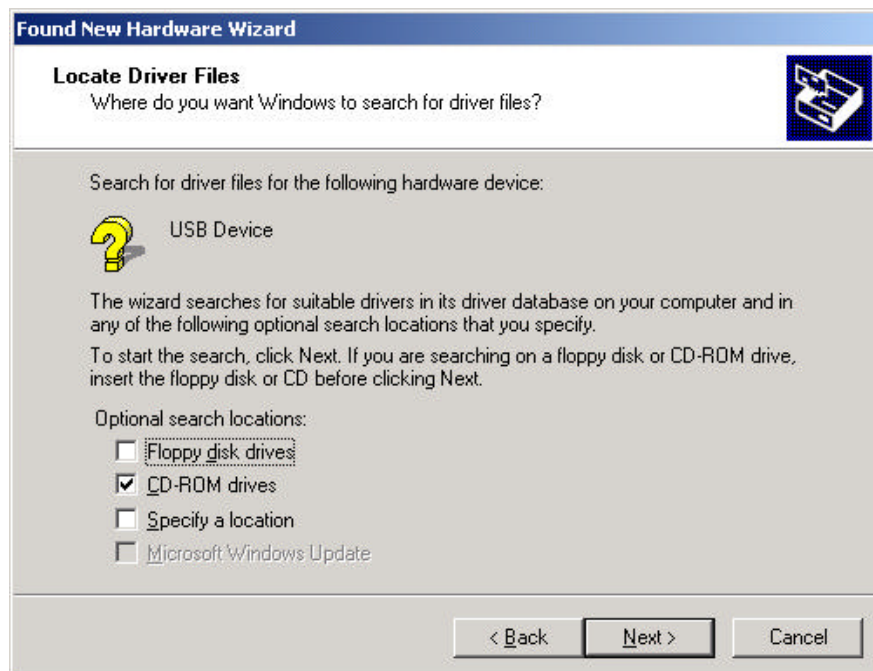 Found New Hardware Wizard
Locate Driver Files
Where do you want Windows to search for driver files?
Search for driver files for the following hardware device:
USB Device
The wizard searches for suitable drivers in its driver database on your computer and in
any of the following optional search locations that you specify.
To start the search, click Next. If you are searching on a floppy disk or CD-ROM drive,
insert the floppy disk or CD before clicking Next.
Optional search locations:
Floppy disk drives
CD-ROM drives
Specify a location
Microsoft Windows Update
< Back Next > Cancel